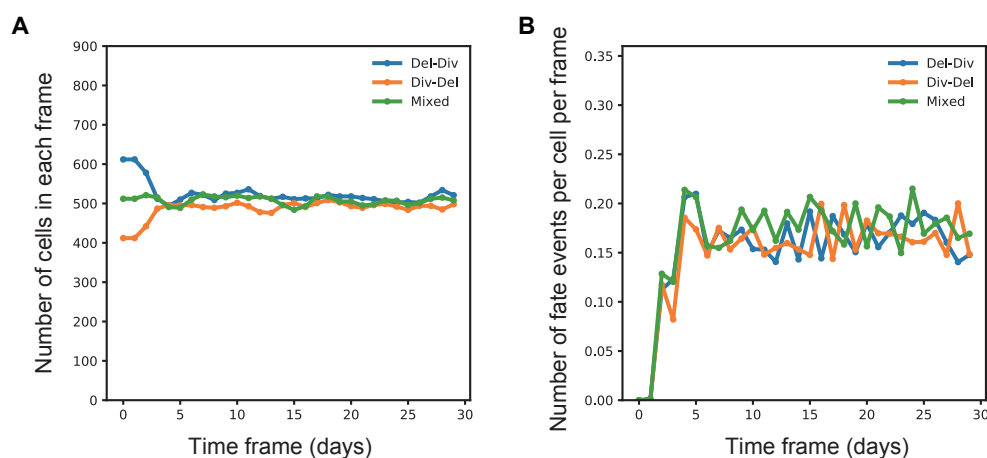 A
Number of cells in each frame
900
800
700
600
500
400
300
200
100
0
0
5
10
15
20
25
30
Time frame (days)
Del-Div
Div-Del
Mixed
B
Number of fate events per cell per frame
0.35
0.30
0.25
0.20
0.15
0.10
0.05
0.00
0
5
10
15
20
25
30
Time frame (days)
Del-Div
Div-Del
Mixed